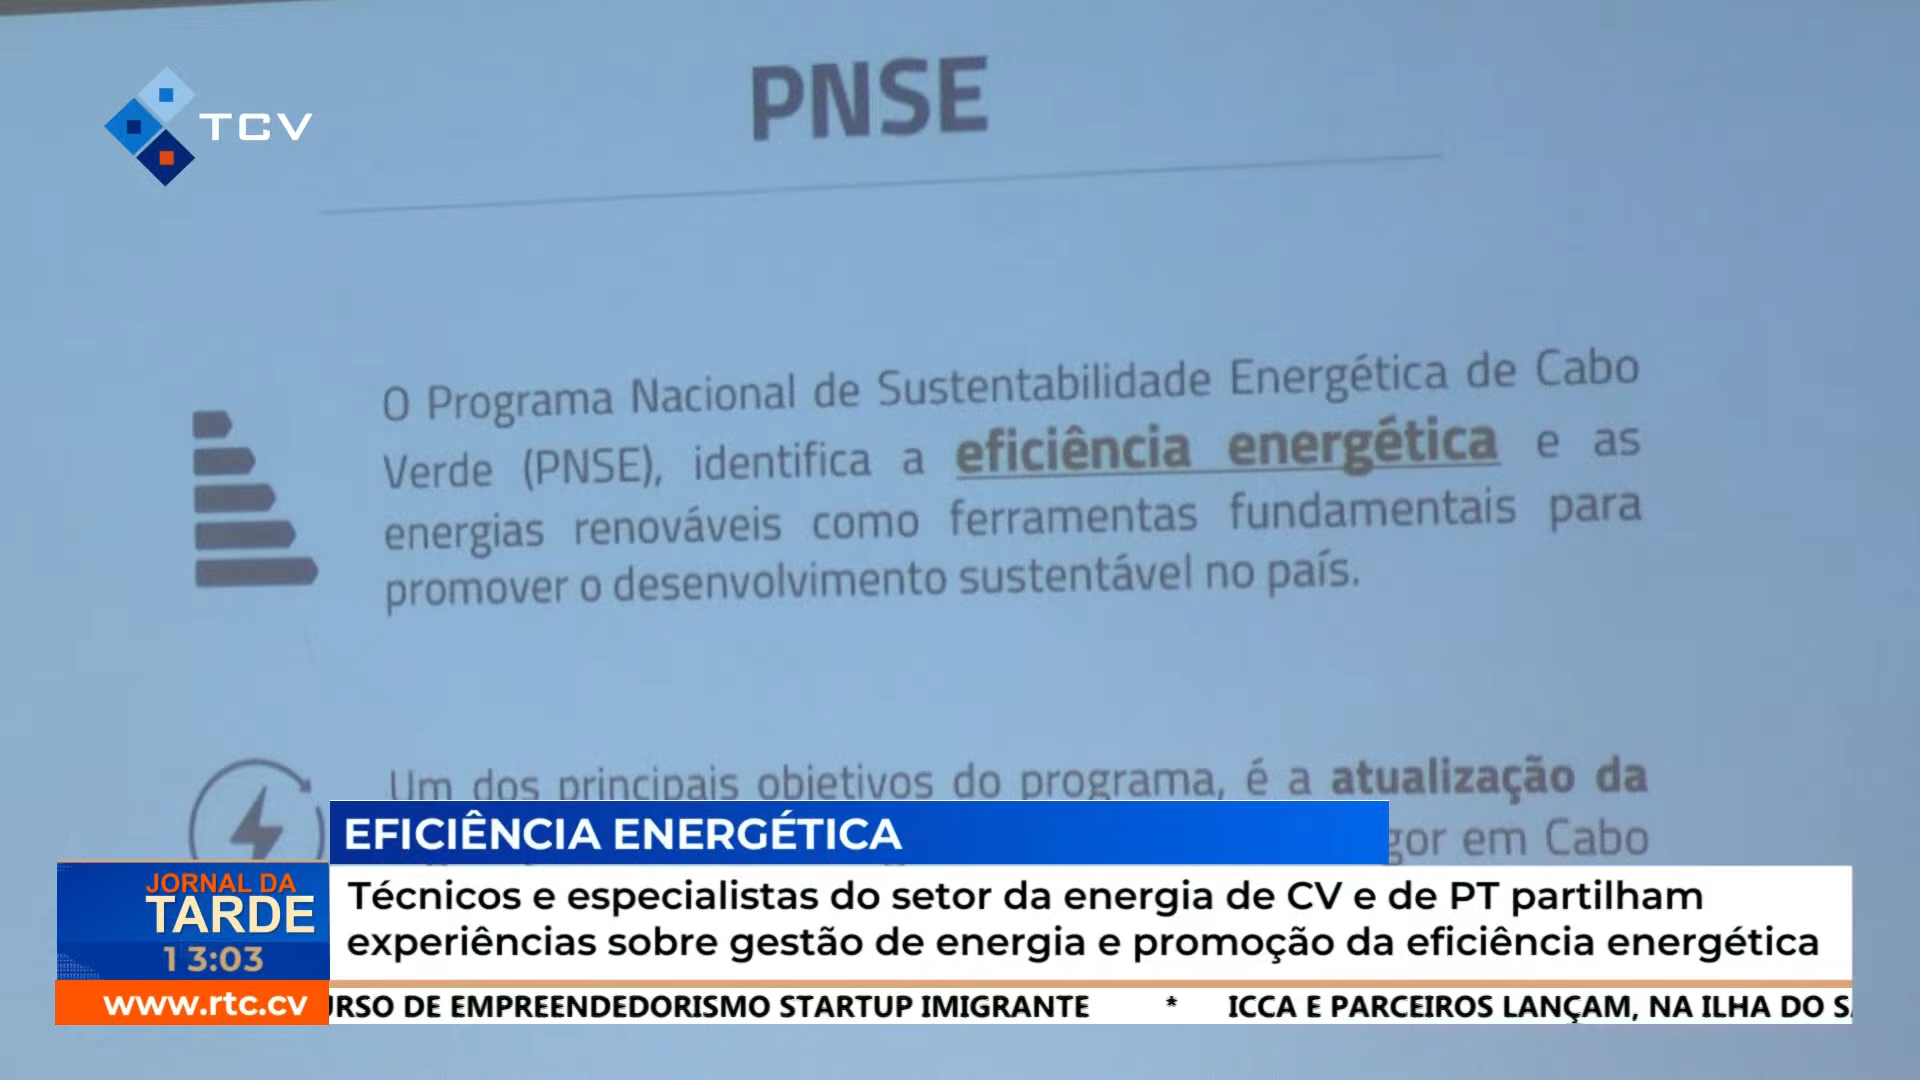 TCV
PNSE
O Programa Nacional de Sustentabilidade Energética de Cabo
Verde (PNSE), identifica a eficiência energética e as
energias renováveis como ferramentas fundamentais para
promover o desenvolvimento sustentável no país.
Um dos principais objetivos do programa, é a atualização da
em Cabo
EFICIÊNCIA ENERGÉTICA
JORNAL DA
TARDE
13:03
Técnicos e especialistas do setor da energia de CV e de PT partilham
experiências sobre gestão de energia e promoção da eficiência energética
www.rtc.cv
DE EMPREENDEDORISMO STARTUP IMIGRANTE * ICCA E PARCEIROS LANÇAM, NA ILHA DO